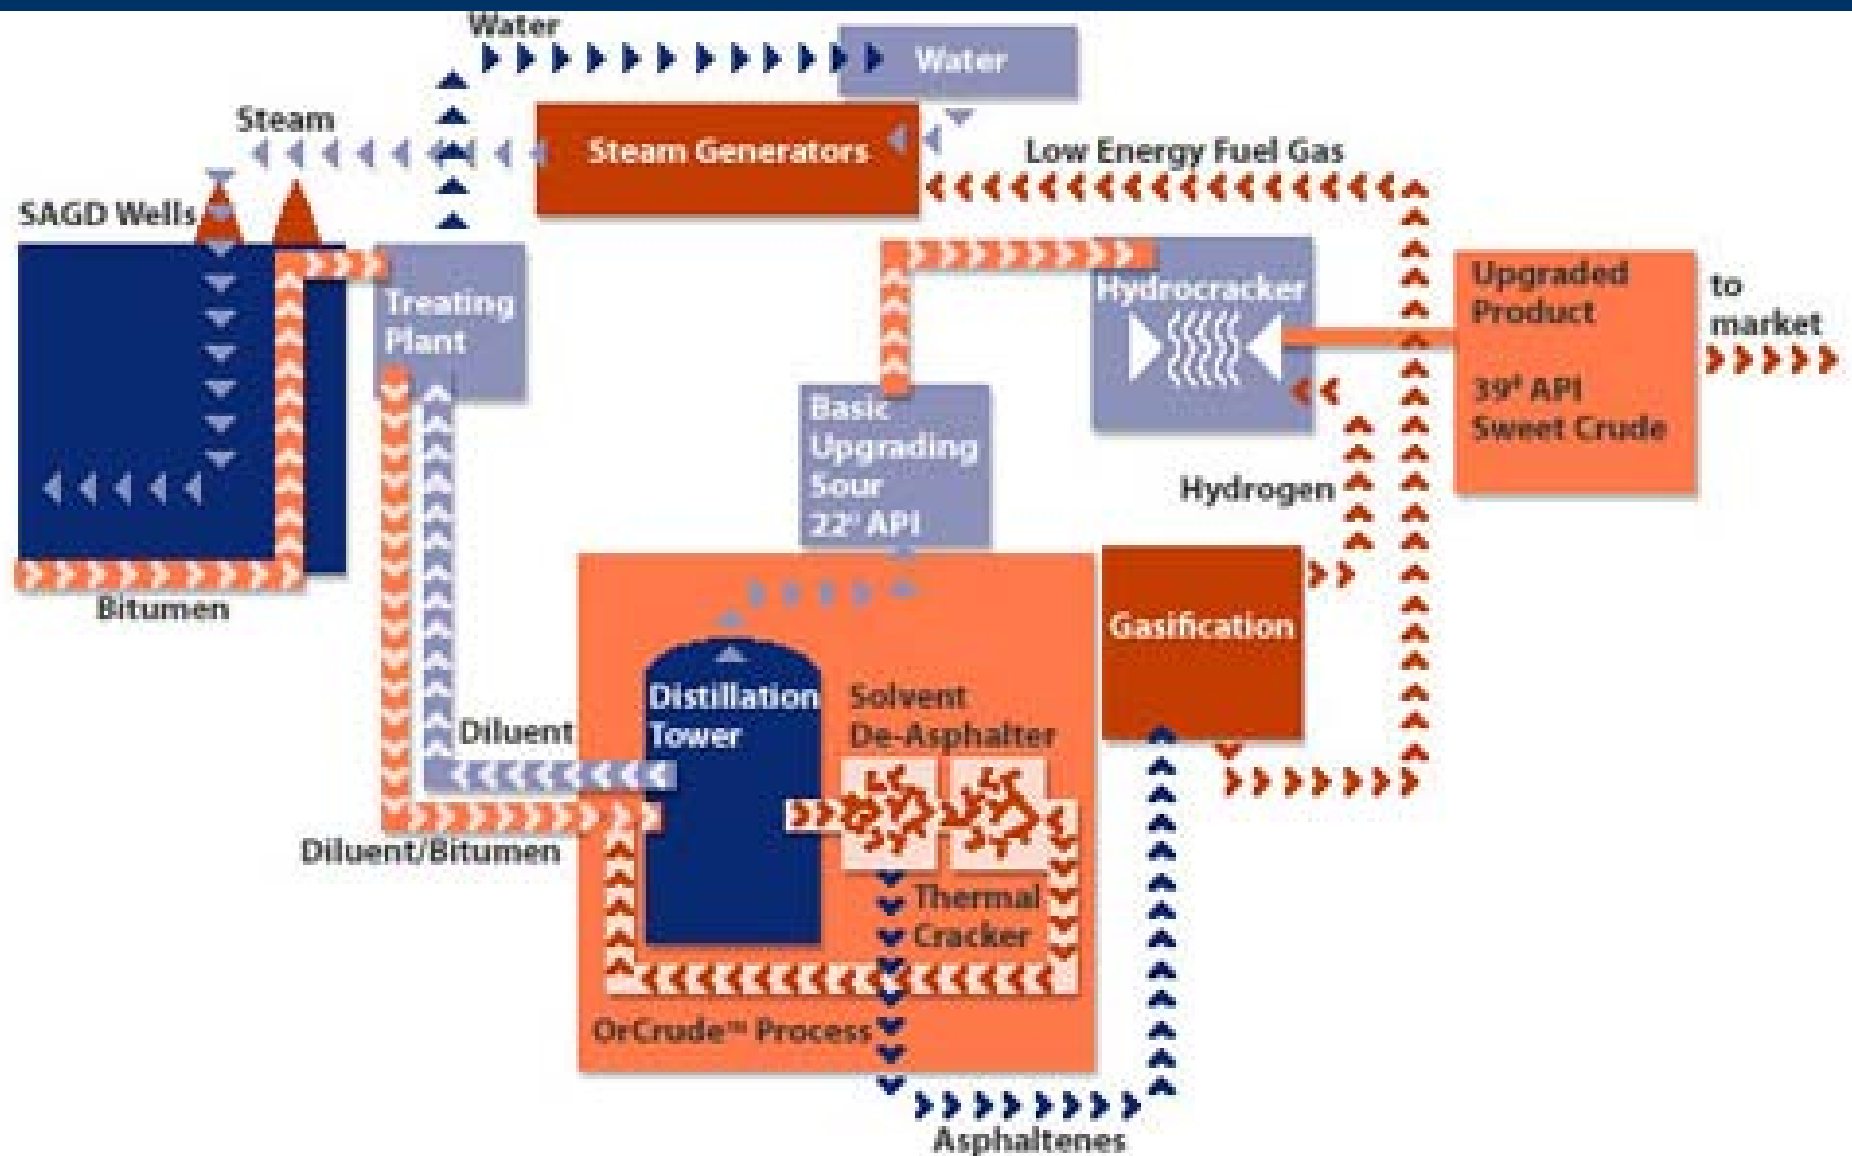 Water
Water
Steam
Steam Generators
Low Energy Fuel Gas
SAGD Wells
Treating
Plant
Hydrocracker
Upgraded
Product
39⁰ API
Sweet Crude
to
market
Basic
Upgrading
Sour
22⁰ API
Hydrogen
Bitumen
Gasification
Distillation
Tower
Solvent
De-Asphalter
Diluent
Diluent/Bitumen
Thermal
Cracker
OrCrude™ Process
Asphaltenes